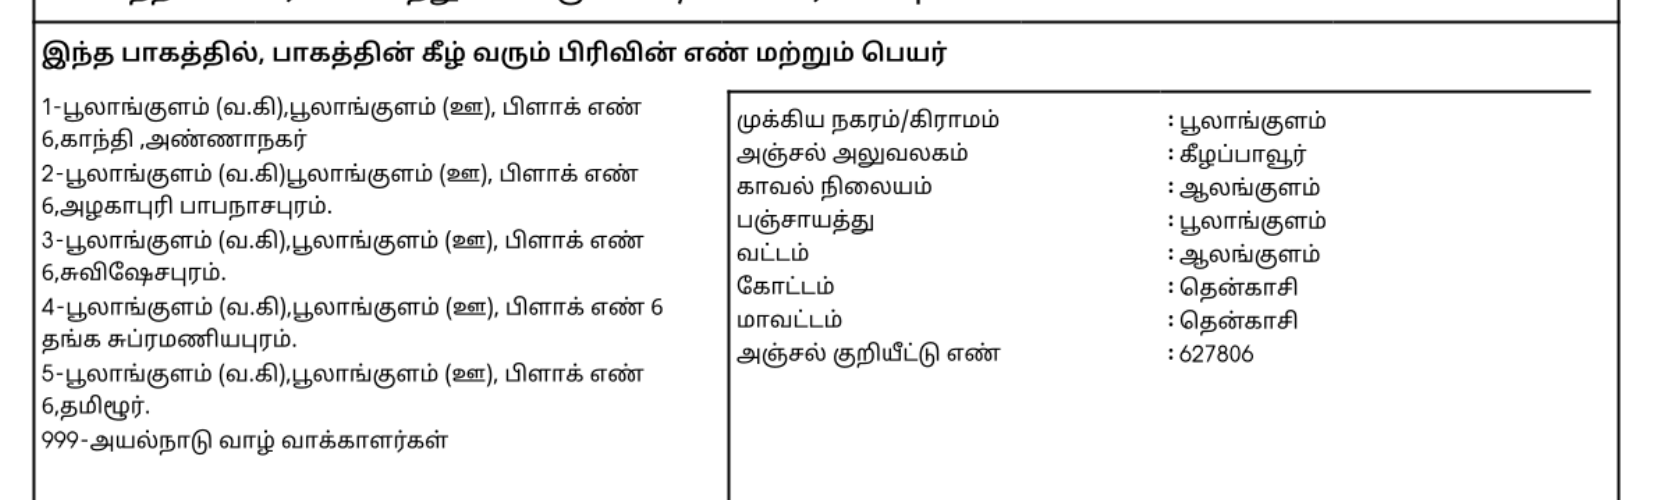 இந்த பாகத்தில், பாகத்தின் கீழ் வரும் பிரிவின் எண் மற்றும் பெயர்
1-பூலாங்குளம் (வ.கி),பூலாங்குளம் (ஊ), பிளாக் எண்
6,காந்தி ,அண்ணாநகர்
2-பூலாங்குளம் (வ.கி)பூலாங்குளம் (ஊ), பிளாக் எண்
6,அழகாபுரி பாபநாசபுரம்.
3-பூலாங்குளம் (வ.கி),பூலாங்குளம் (ஊ), பிளாக் எண்
6,சுவிஷேசபுரம்.
4-பூலாங்குளம் (வ.கி),பூலாங்குளம் (ஊ), பிளாக் எண் 6
தங்க சுப்ரமணியபுரம்.
5-பூலாங்குளம் (வ.கி),பூலாங்குளம் (ஊ), பிளாக் எண்
6,தமிழூர்.
999-அயல்நாடு வாழ் வாக்காளர்கள்
முக்கிய நகரம்/கிராமம் : பூலாங்குளம்
அஞ்சல் அலுவலகம் : கீழப்பாவூர்
காவல் நிலையம் : ஆலங்குளம்
பஞ்சாயத்து : பூலாங்குளம்
வட்டம் : ஆலங்குளம்
கோட்டம் : தென்காசி
மாவட்டம் : தென்காசி
அஞ்சல் குறியீட்டு எண் : 627806